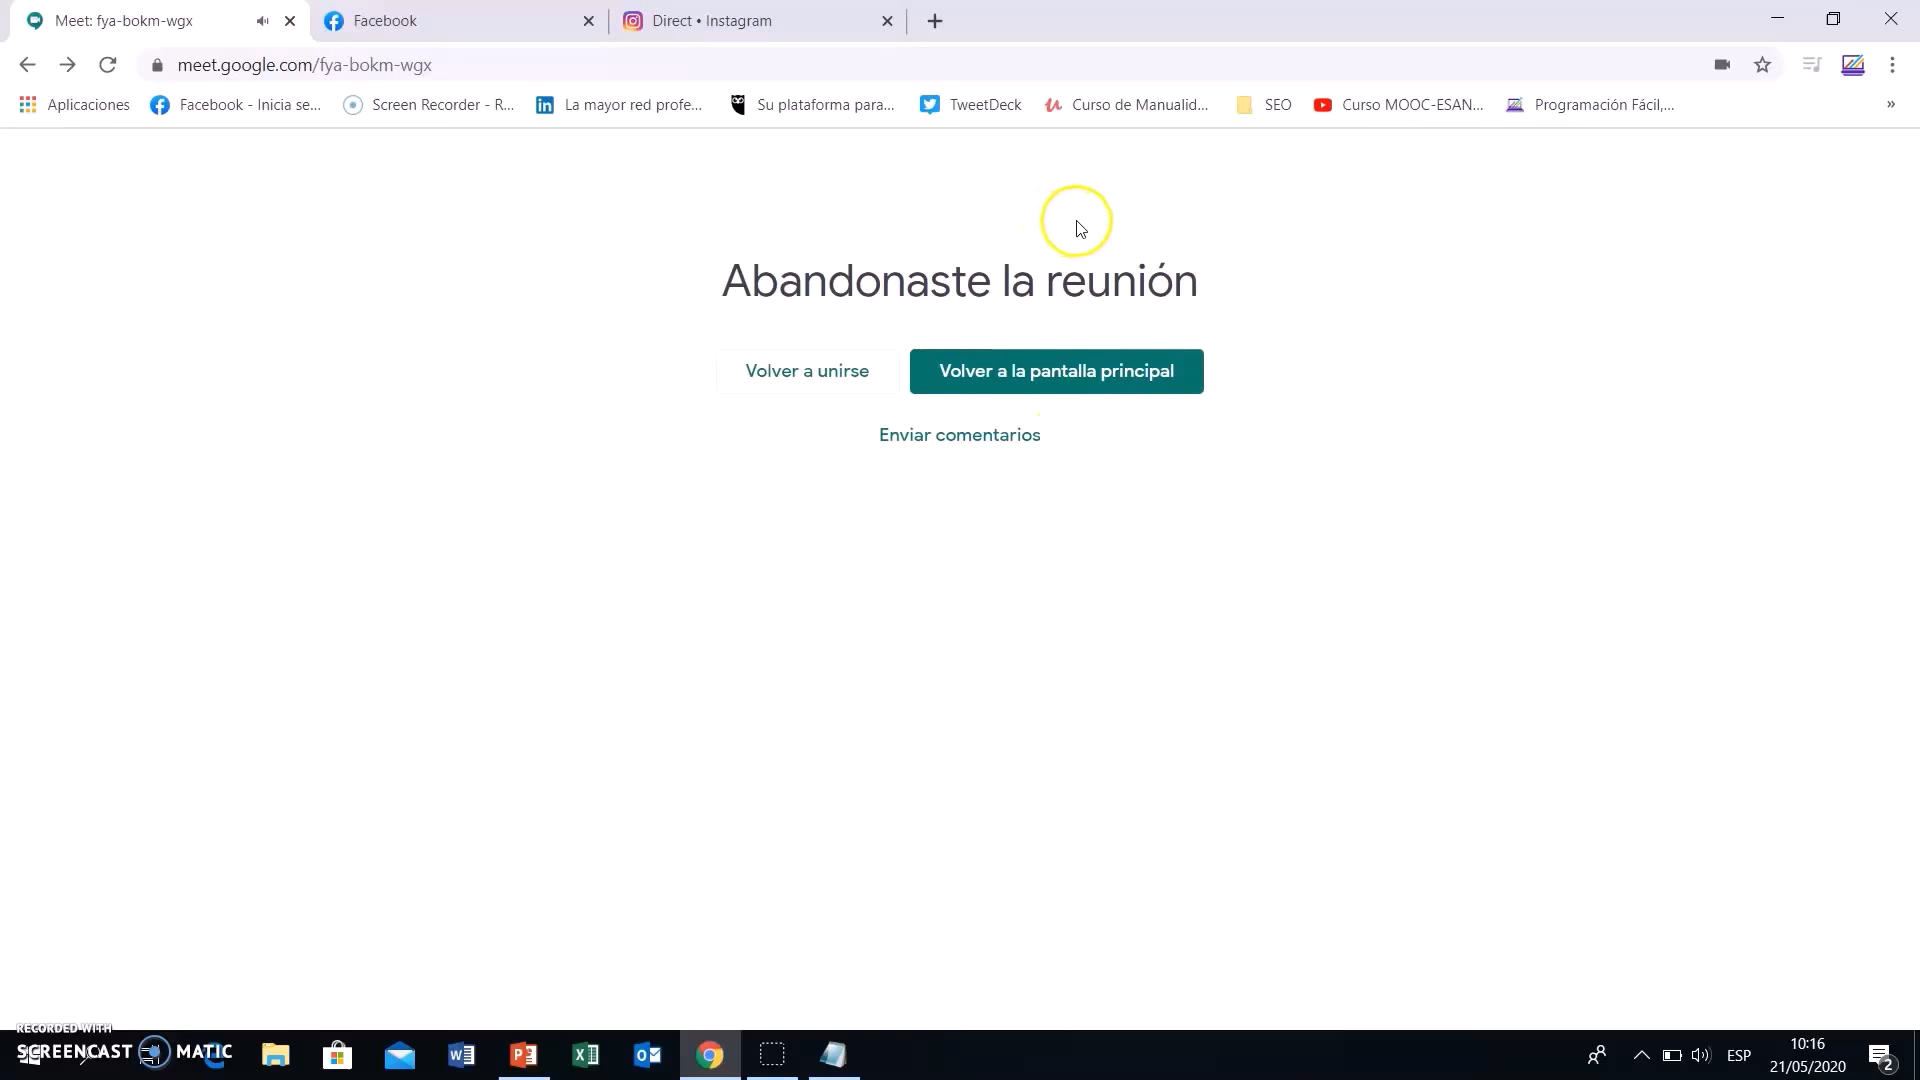 Meet: fya-bokm-wgx
Facebook
Direct • Instagram
meet.google.com/fya-bokm-wgx
Aplicaciones
Facebook - Inicia se...
Screen Recorder - R...
La mayor red profe...
Su plataforma para...
TweetDeck
Curso de Manualid...
SEO
Curso MOOC-ESAN...
Programación Fácil,...
»
Abandonaste la reunión
Volver a unirse
Volver a la pantalla principal
Enviar comentarios
RECORDED WITH
SCREENCAST MATIC
ESP
10:16
21/05/2020
2